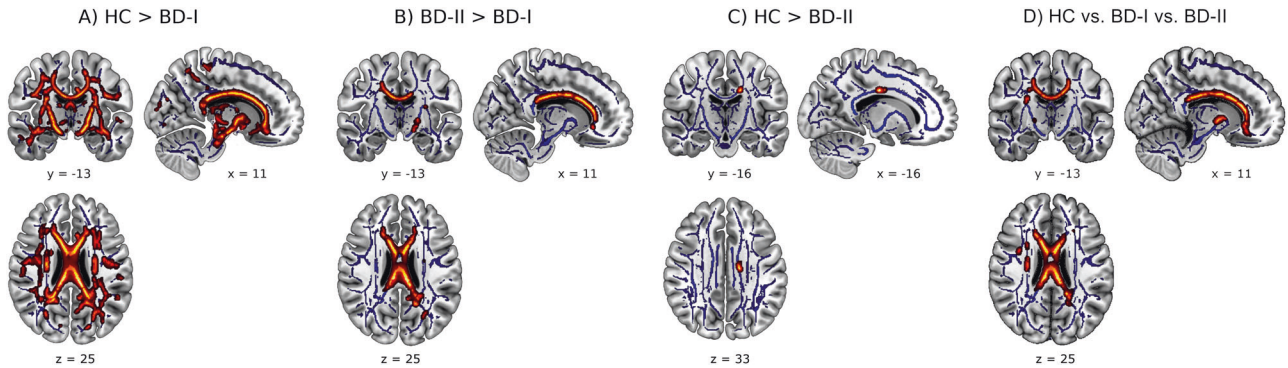 A) HC > BD-I
B) BD-II > BD-I
C) HC > BD-II
D) HC vs. BD-I vs. BD-II
y = -13
x = 11
y = -13
x = 11
y = -16
x = -16
y = -13
x = 11
z = 25
z = 25
z = 33
z = 25